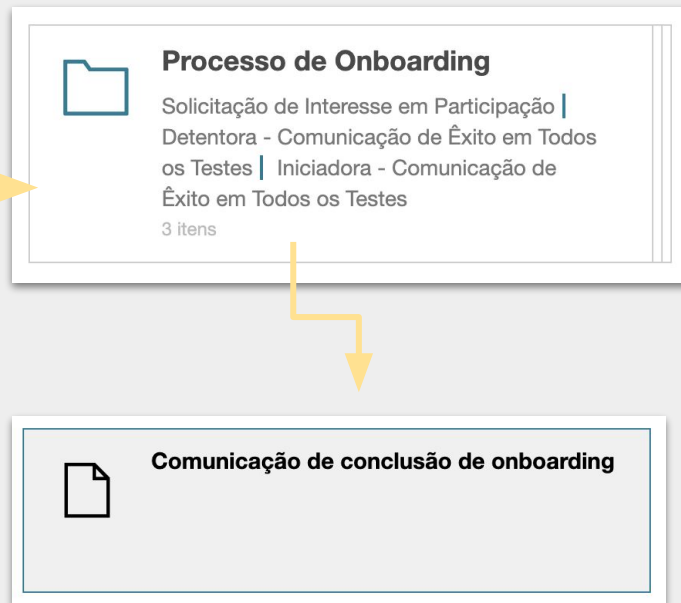 Processo de Onboarding
Solicitação de Interesse em Participação |
Detentora - Comunicação de Êxito em Todos
os Testes | Iniciadora - Comunicação de
Êxito em Todos os Testes
3 itens
Comunicação de conclusão de onboarding